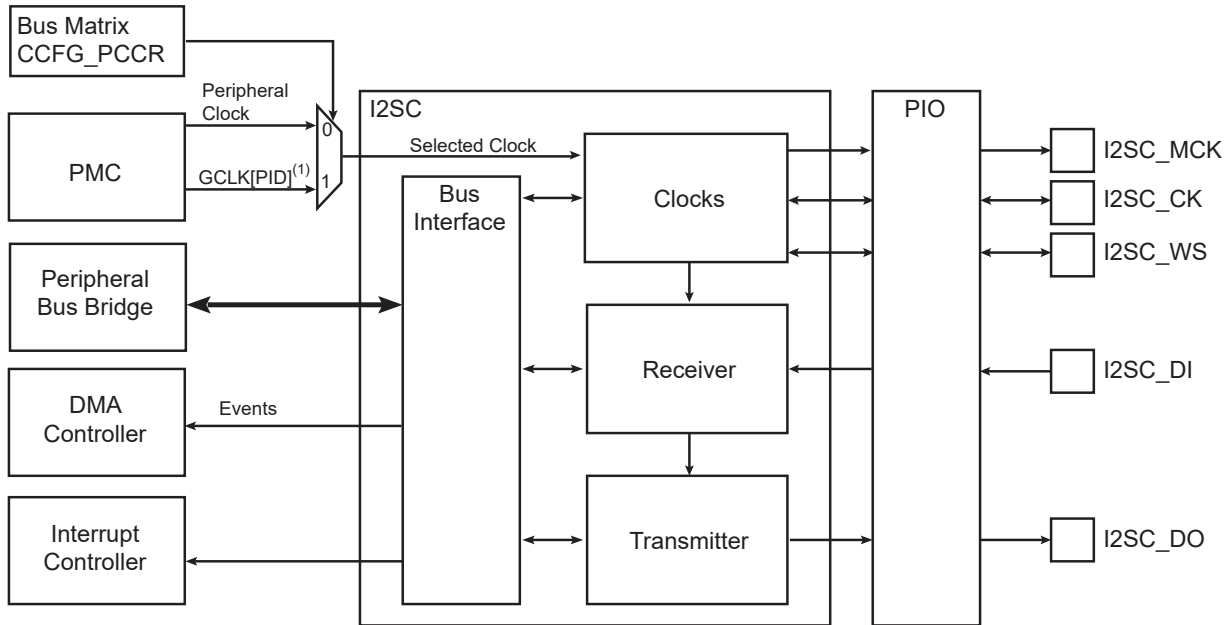 Bus Matrix
CCFG_PCCR
Peripheral
Clock
PMC
GCLK[PID](1)
0
1
I2SC
Selected Clock
Clocks
Bus
Interface
PIO
I2SC_MCK
I2SC_CK
I2SC_WS
Peripheral
Bus Bridge
Receiver
I2SC_DI
DMA
Controller
Events
Interrupt
Controller
Transmitter
I2SC_DO